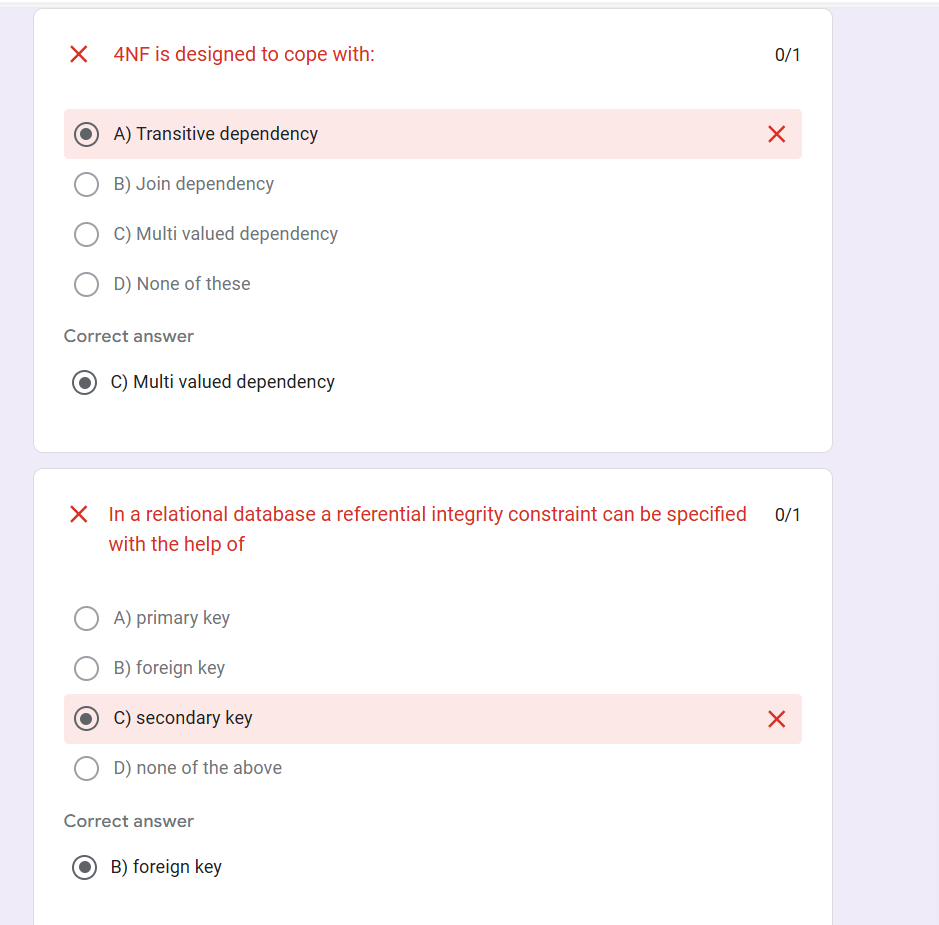 4NF is designed to cope with:
0/1
A) Transitive dependency
B) Join dependency
C) Multi valued dependency
D) None of these
Correct answer
C) Multi valued dependency
In a relational database a referential integrity constraint can be specified
with the help of
0/1
A) primary key
B) foreign key
C) secondary key
D) none of the above
Correct answer
B) foreign key